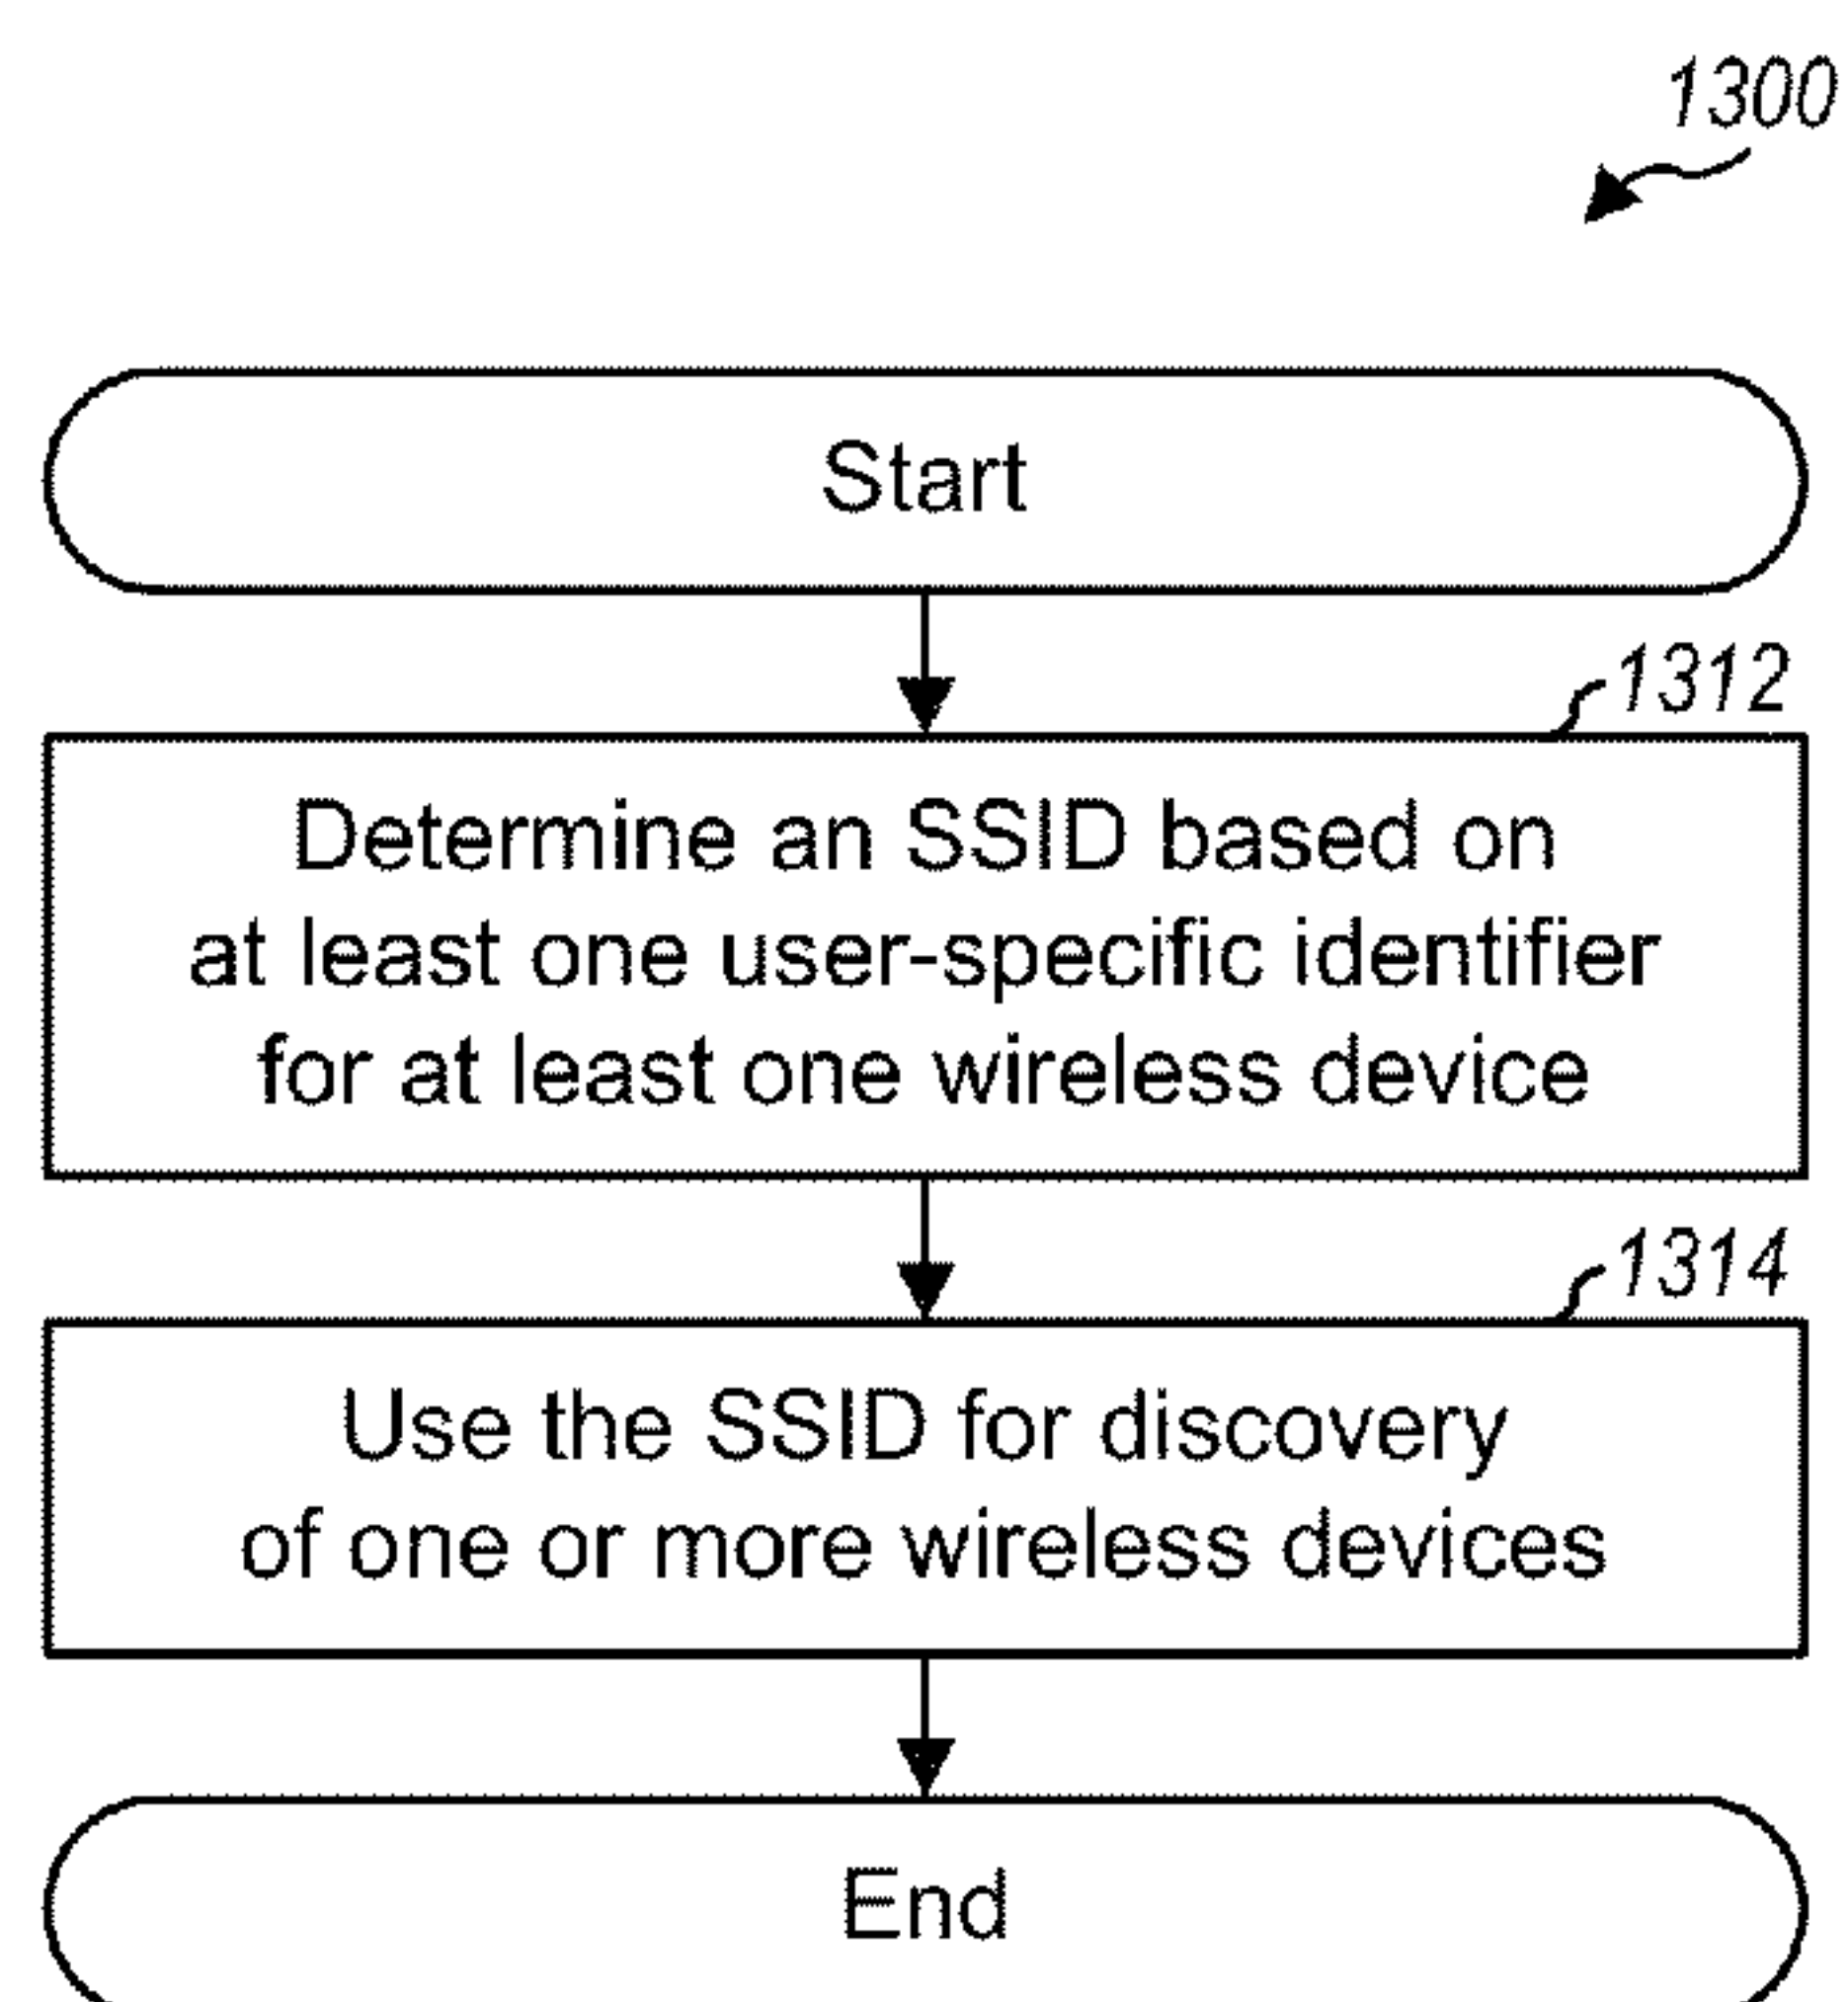 1300
Start
1312
Determine an SSID based on
at least one user-specific identifier
for at least one wireless device
1314
Use the SSID for discovery
of one or more wireless devices
End